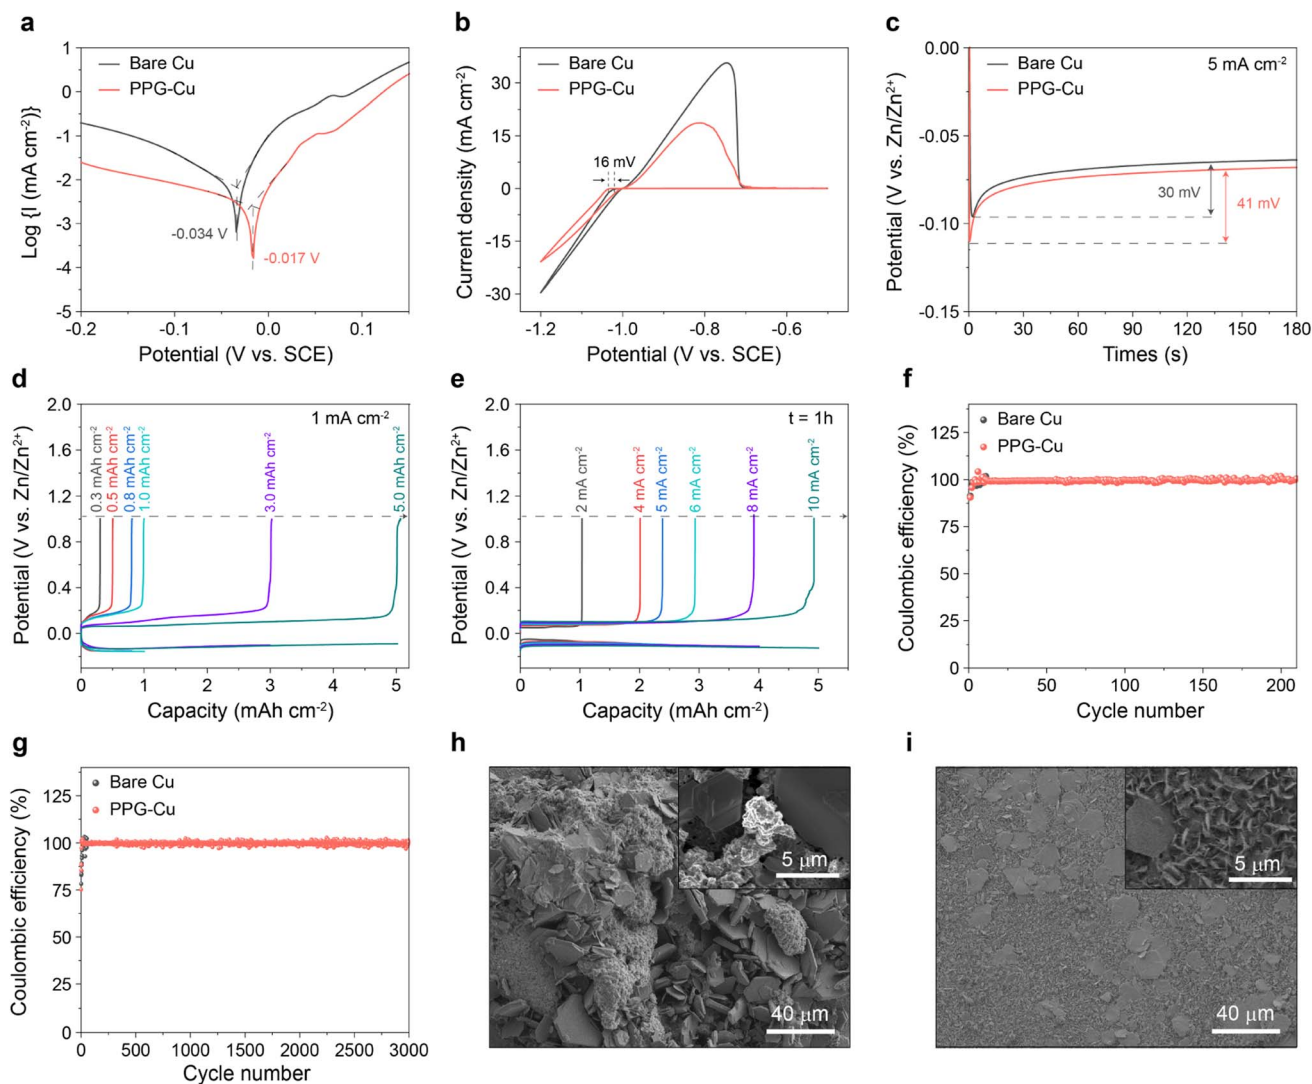 a
Bare Cu
PPG-Cu
-0.034 V
-0.017 V
1
0
-1
-2
-3
-4
-5
-0.2
-0.1
0.0
0.1
Log {I (mA cm⁻²)}
Potential (V vs. SCE)
b
Bare Cu
PPG-Cu
16 mV
30
15
0
-15
-30
-1.2
-1.0
-0.8
-0.6
Current density (mA cm⁻²)
Potential (V vs. SCE)
c
Bare Cu
PPG-Cu
5 mA cm⁻²
30 mV
41 mV
0.00
-0.05
-0.10
-0.15
0
30
60
90
120
150
180
Potential (V vs. Zn/Zn²⁺)
Times (s)
d
1 mA cm⁻²
0.3 mAh cm⁻²
0.5 mAh cm⁻²
0.8 mAh cm⁻²
1.0 mAh cm⁻²
3.0 mAh cm⁻²
5.0 mAh cm⁻²
2.0
1.6
1.2
0.8
0.4
0.0
0
1
2
3
4
5
Potential (V vs. Zn/Zn²⁺)
Capacity (mAh cm⁻²)
e
t = 1h
2 mA cm⁻²
4 mA cm⁻²
5 mA cm⁻²
6 mA cm⁻²
8 mA cm⁻²
10 mA cm⁻²
2.0
1.6
1.2
0.8
0.4
0.0
0
1
2
3
4
5
Potential (V vs. Zn/Zn²⁺)
Capacity (mAh cm⁻²)
f
Bare Cu
PPG-Cu
125
100
75
50
25
0
0
50
100
150
200
Coulombic efficiency (%)
Cycle number
g
Bare Cu
PPG-Cu
125
100
75
50
25
0
0
500
1000
1500
2000
2500
3000
Coulombic efficiency (%)
Cycle number
h
5 μm
40 μm
i
5 μm
40 μm